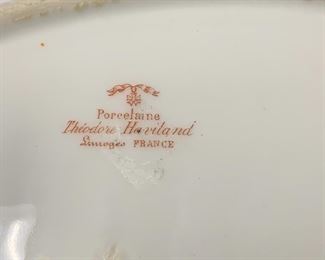 Porcelaine
Théodore Haviland
Limoges FRANCE